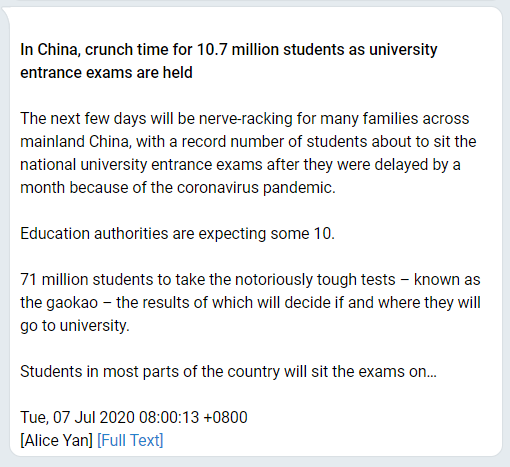 In China, crunch time for 10.7 million students as university
entrance exams are held
The next few days will be nerve-racking for many families across
mainland China, with a record number of students about to sit the
national university entrance exams after they were delayed by a
month because of the coronavirus pandemic.
Education authorities are expecting some 10.
71 million students to take the notoriously tough tests – known as
the gaokao – the results of which will decide if and where they will
go to university.
Students in most parts of the country will sit the exams on...
Tue, 07 Jul 2020 08:00:13 +0800
[Alice Yan] [Full Text]